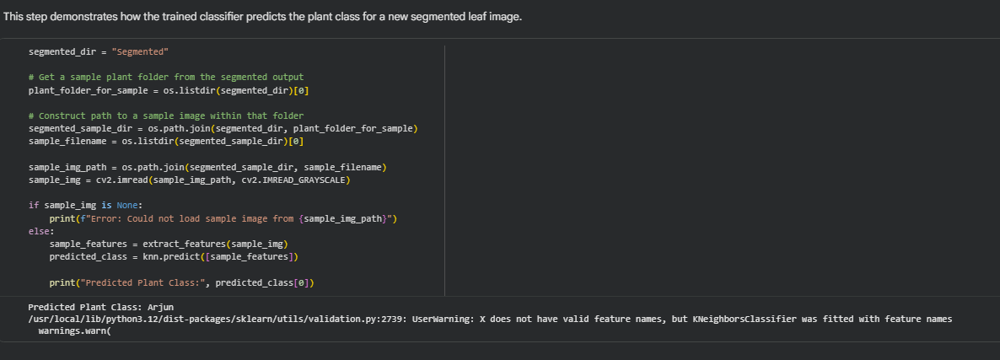 This step demonstrates how the trained classifier predicts the plant class for a new segmented leaf image.
segmented_dir = "Segmented"
# Get a sample plant folder from the segmented output
plant_folder_for_sample = os.listdir(segmented_dir)[0]
# Construct path to a sample image within that folder
segmented_sample_dir = os.path.join(segmented_dir, plant_folder_for_sample)
sample_filename = os.listdir(segmented_sample_dir)[0]
sample_img_path = os.path.join(segmented_sample_dir, sample_filename)
sample_img = cv2.imread(sample_img_path, cv2.IMREAD_GRAYSCALE)
if sample_img is None:
    print(f"Error: Could not load sample image from {sample_img_path}")
else:
    sample_features = extract_features(sample_img)
    predicted_class = knn.predict([sample_features])
    print("Predicted Plant Class:", predicted_class[0])
Predicted Plant Class: Arjun
/usr/local/lib/python3.12/dist-packages/sklearn/utils/validation.py:2739: UserWarning: X does not have valid feature names, but KNeighborsClassifier was fitted with feature names
  warnings.warn(